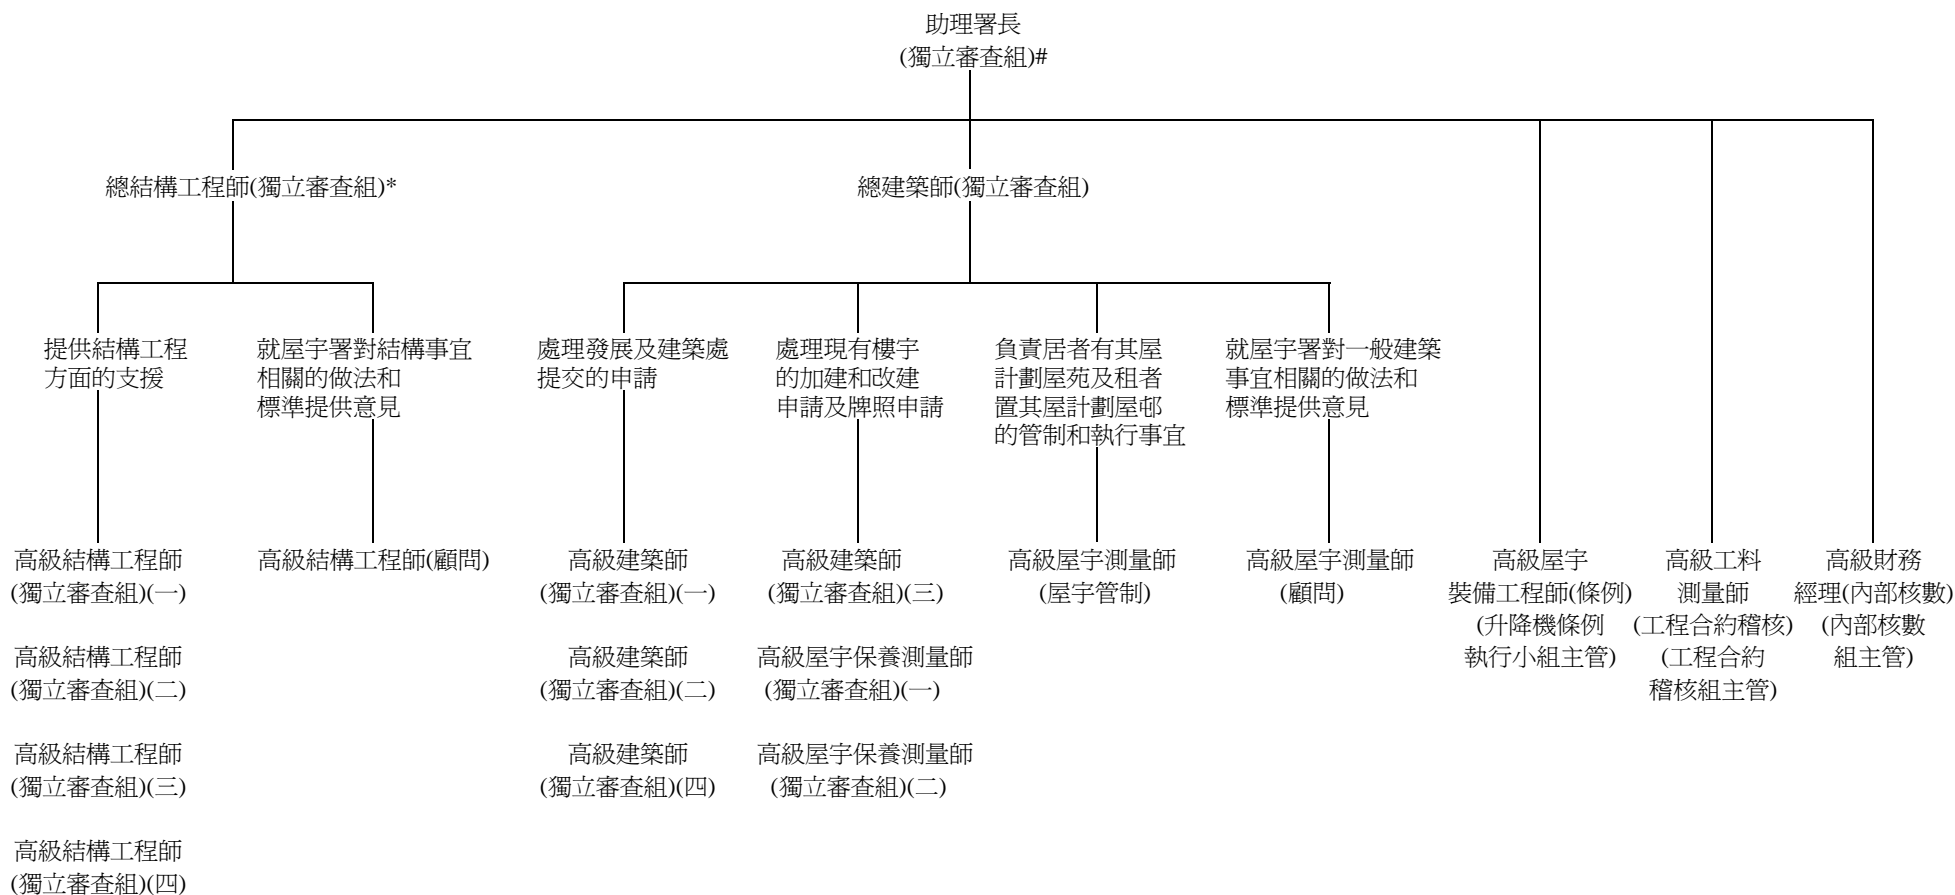 助理署長
(獨立審查組)#
總結構工程師(獨立審查組)*
總建築師(獨立審查組)
提供結構工程
方面的支援
就屋宇署對結構事宜
相關的做法和
標準提供意見
處理發展及建築處
提交的申請
處理現有樓宇
的加建和改建
申請及牌照申請
負責居者有其屋
計劃屋苑及租者
置其屋計劃屋邨
的管制和執行事宜
就屋宇署對一般建築
事宜相關的做法和
標準提供意見
高級結構工程師
(獨立審查組)(一)
高級結構工程師
(獨立審查組)(二)
高級結構工程師
(獨立審查組)(三)
高級結構工程師
(獨立審查組)(四)
高級結構工程師(顧問)
高級建築師
(獨立審查組)(一)
高級建築師
(獨立審查組)(二)
高級建築師
(獨立審查組)(四)
高級建築師
(獨立審查組)(三)
高級屋宇保養測量師
(獨立審查組)(一)
高級屋宇保養測量師
(獨立審查組)(二)
高級屋宇測量師
(屋宇管制)
高級屋宇測量師
(顧問)
高級屋宇
裝備工程師(條例)
(升降機條例
執行小組主管)
高級工料
測量師
(工程合約稽核)
(工程合約
稽核組主管)
高級財務
經理(內部核數)
(內部核數
組主管)